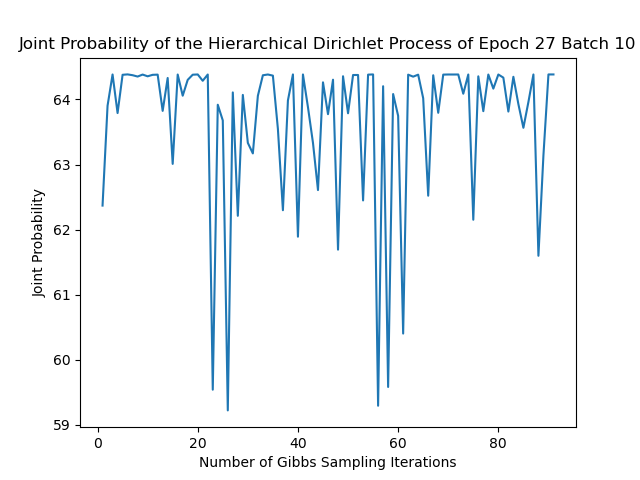 Joint Probability of the Hierarchical Dirichlet Process of Epoch 27 Batch 10
64
63
62
61
60
59
Joint Probability
0 20 40 60 80
Number of Gibbs Sampling Iterations